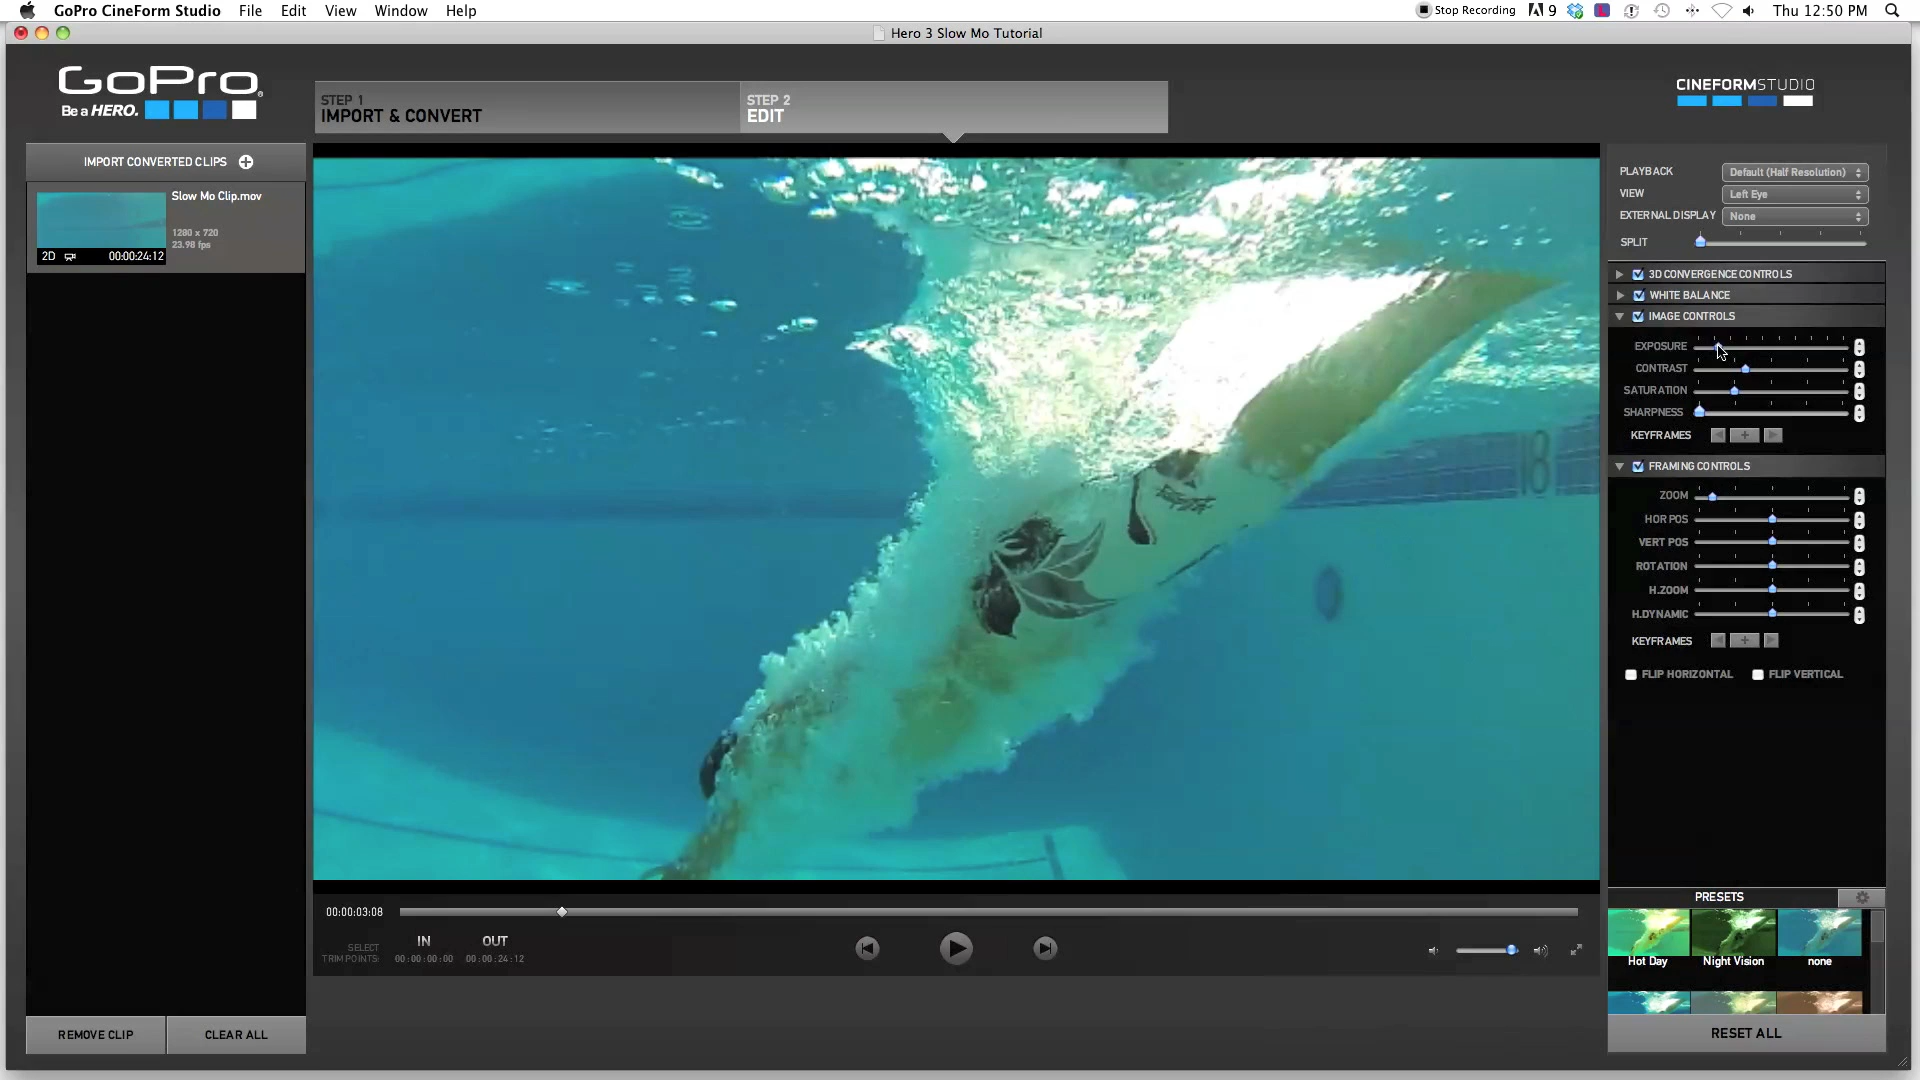 GoPro CineForm Studio File Edit View Window Help
Stop Recording 9 Thu 12:50 PM
Hero 3 Slow Mo Tutorial
GoPro
Be a HERO.
STEP 1
IMPORT & CONVERT
STEP 2
EDIT
CINEFORMSTUDIO
IMPORT CONVERTED CLIPS
Slow Mo Clip.mov
1280 x 720
23.98 fps
2D 00:00:24:12
18
PLAYBACK Default (Half Resolution)
VIEW Left Eye
EXTERNAL DISPLAY None
SPLIT
3D CONVERGENCE CONTROLS
WHITE BALANCE
IMAGE CONTROLS
EXPOSURE
CONTRAST
SATURATION
SHARPNESS
KEYFRAMES
FRAMING CONTROLS
ZOOM
HOR POS
VERT POS
ROTATION
H.ZOOM
H.DYNAMIC
KEYFRAMES
FLIP HORIZONTAL FLIP VERTICAL
PRESETS
Hot Day Night Vision none
RESET ALL
00:00:03:08
SELECT
TRIM POINTS:
IN OUT
00:00:00:00 00:00:24:12
REMOVE CLIP CLEAR ALL